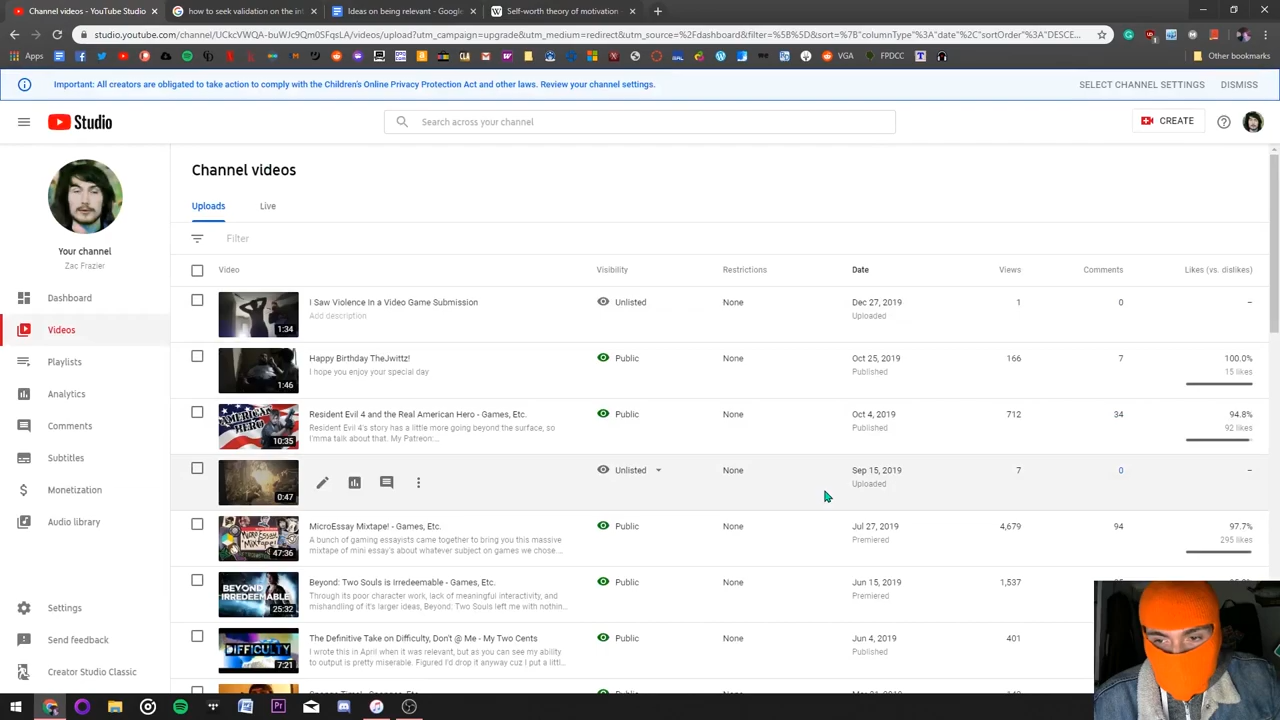 Channel videos - YouTube Studio
how to seek validation on the int
Ideas on being relevant - Google
Self-worth theory of motivation -
studio.youtube.com/channel/UCkcVWQA-buWJc9Qm0SFqsLA/videos/upload?utm_campaign=upgrade&utm_medium=redirect&utm_source=%2Fdashboard&filter=%5B%5D&sort=%7B"columnType"%3A"date"%2C"sortOrder"%3A"DESCE...
Apps
VGA
FPDCC
Other bookmarks
Important: All creators are obligated to take action to comply with the Children's Online Privacy Protection Act and other laws. Review your channel settings.
SELECT CHANNEL SETTINGS
DISMISS
Studio
Search across your channel
CREATE
Channel videos
Uploads
Live
Your channel
Zac Frazier
Filter
Video
Visibility
Restrictions
Date
Views
Comments
Likes (vs. dislikes)
Dashboard
Videos
Playlists
Analytics
Comments
Subtitles
Monetization
Audio library
Settings
Send feedback
Creator Studio Classic
1:34
I Saw Violence In a Video Game Submission
Add description
Unlisted
None
Dec 27, 2019
Uploaded
1
0
–
1:46
Happy Birthday TheJwittz!
I hope you enjoy your special day
Public
None
Oct 25, 2019
Published
166
7
100.0%
15 likes
AMERICAN
HERO
10:35
Resident Evil 4 and the Real American Hero - Games, Etc.
Resident Evil 4's story has a little more going beyond the surface, so
I'mma talk about that. My Patreon:...
Public
None
Oct 4, 2019
Published
712
34
94.8%
92 likes
0:47
Unlisted
None
Sep 15, 2019
Uploaded
7
0
–
MICRO ESSAY
MIXTAPE!
47:36
MicroEssay Mixtape! - Games, Etc.
A bunch of gaming essayists came together to bring you this massive
mixtape of mini essay's about whatever subject on games we chose....
Public
None
Jul 27, 2019
Premiered
4,679
94
97.7%
295 likes
BEYOND
IRREDEEMABLE
25:32
Beyond: Two Souls is Irredeemable - Games, Etc.
Through its poor character work, lack of meaningful interactivity, and
mishandling of it's larger ideas, Beyond: Two Souls left me with nothin...
Public
None
Jun 15, 2019
Premiered
1,537
DIFFICULTY
7:21
The Definitive Take on Difficulty, Don't @ Me - My Two Cents
I wrote this in April when it was relevant, but as you can see my ability
to output is pretty miserable. Figured I'd drop it anyway cuz I put a littl...
Public
None
Jun 4, 2019
Published
401